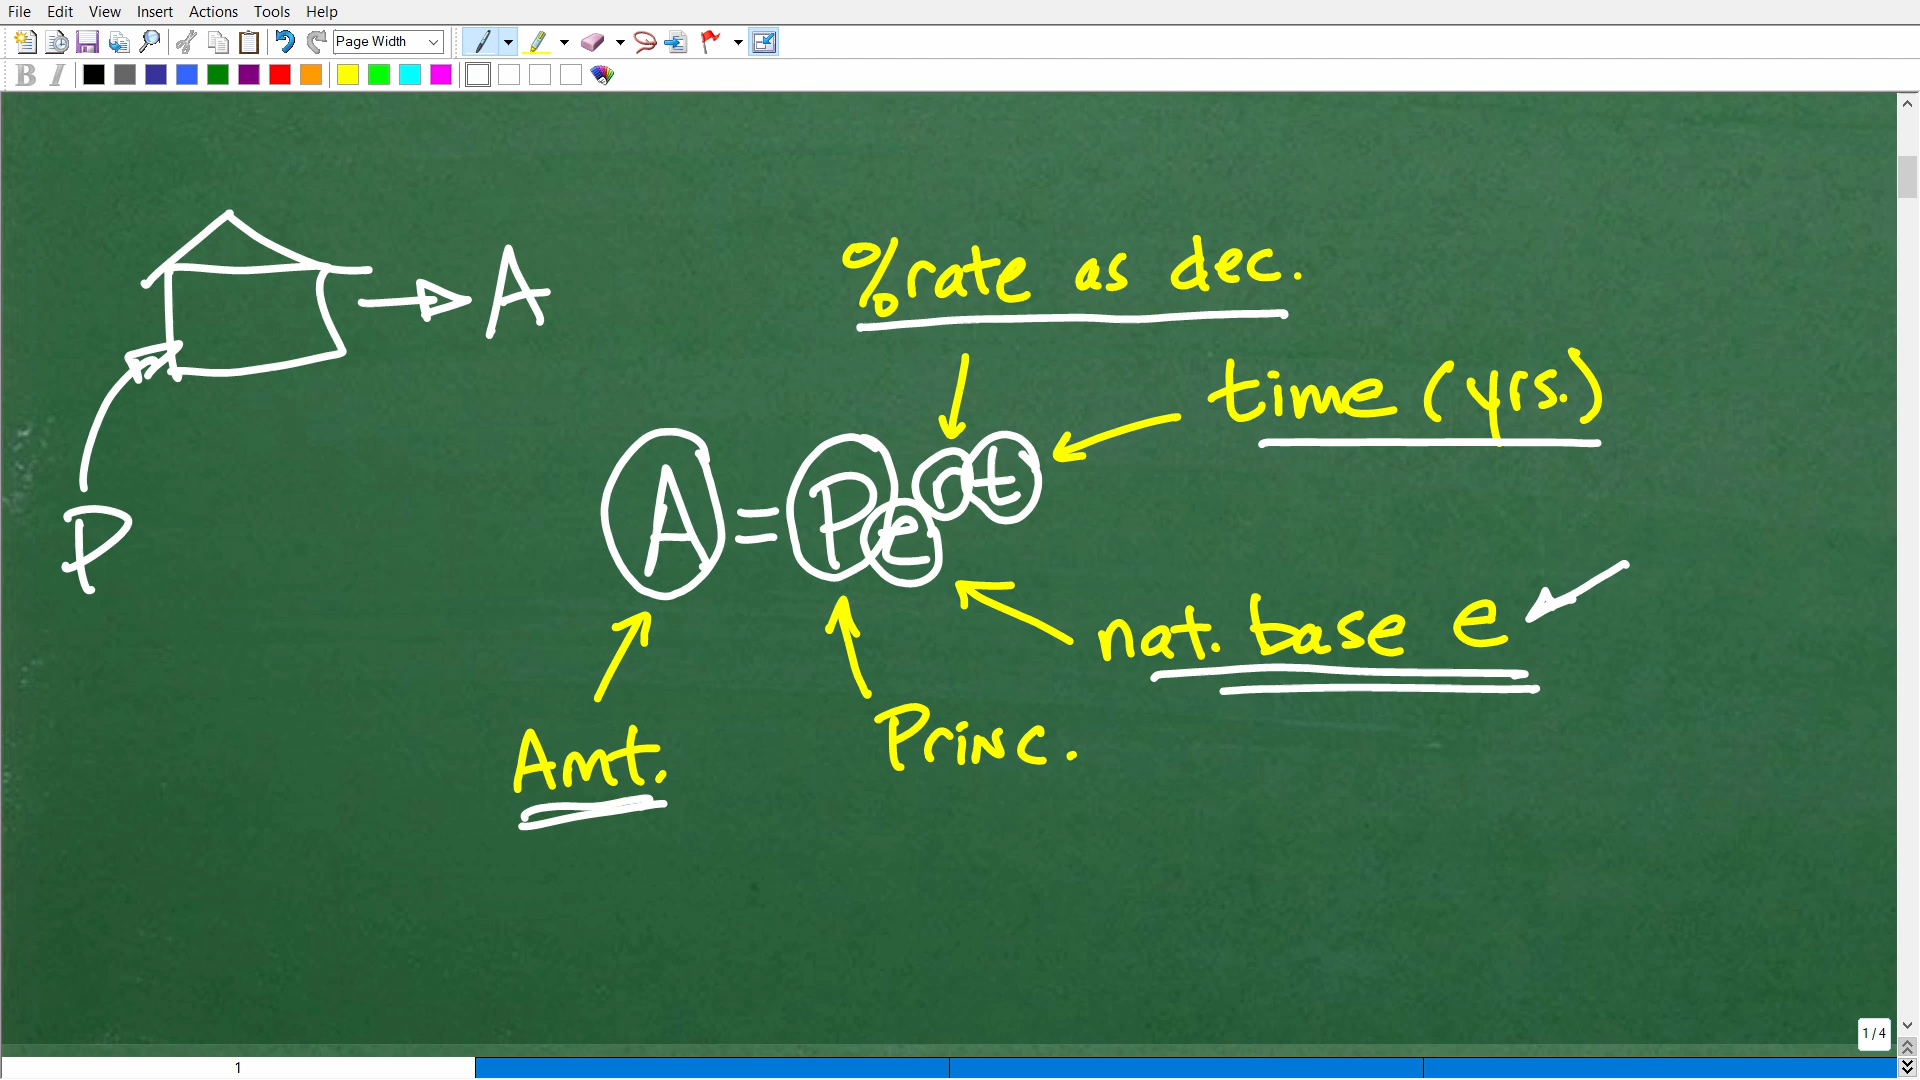 File Edit View Insert Actions Tools Help
Page Width
B I
%rate as dec.
A
time (yrs.)
A = Pe^rt
P
nat. base e
Amt.
Princ.
1 / 4
1